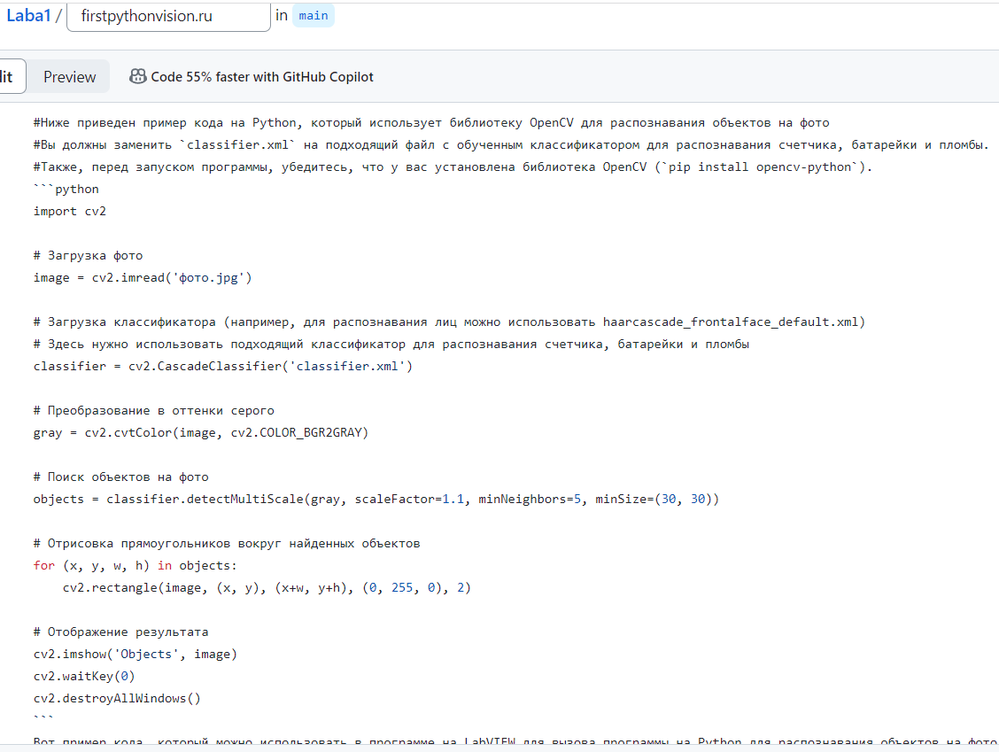 Laba1 / firstpythonvision.ru in main
it Preview Code 55% faster with GitHub Copilot
#Ниже приведен пример кода на Python, который использует библиотеку OpenCV для распознавания объектов на фото
#Вы должны заменить `classifier.xml` на подходящий файл с обученным классификатором для распознавания счетчика, батарейки и пломбы.
#Также, перед запуском программы, убедитесь, что у вас установлена библиотека OpenCV (`pip install opencv-python`).
```python
import cv2
# Загрузка фото
image = cv2.imread('фото.jpg')
# Загрузка классификатора (например, для распознавания лиц можно использовать haarcascade_frontalface_default.xml)
# Здесь нужно использовать подходящий классификатор для распознавания счетчика, батарейки и пломбы
classifier = cv2.CascadeClassifier('classifier.xml')
# Преобразование в оттенки серого
gray = cv2.cvtColor(image, cv2.COLOR_BGR2GRAY)
# Поиск объектов на фото
objects = classifier.detectMultiScale(gray, scaleFactor=1.1, minNeighbors=5, minSize=(30, 30))
# Отрисовка прямоугольников вокруг найденных объектов
for (x, y, w, h) in objects:
    cv2.rectangle(image, (x, y), (x+w, y+h), (0, 255, 0), 2)
# Отображение результата
cv2.imshow('Objects', image)
cv2.waitKey(0)
cv2.destroyAllWindows()
```
Вот пример кода, который можно использовать в программе на LabVIEW для вызова программы на Python для распознавания объектов на фото